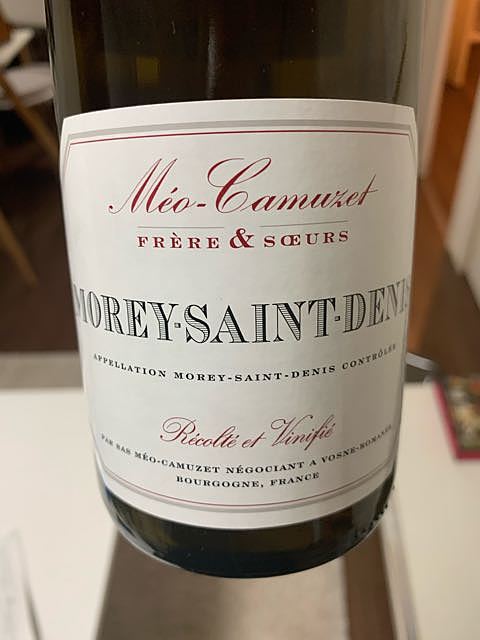 Méo-Camuzet
FRÈRE & SŒURS
MOREY-SAINT-DENIS
APPELLATION MOREY-SAINT-DENIS CONTRÔLÉE
Récolté et Vinifié
PAR SAS MÉO-CAMUZET NÉGOCIANT A VOSNE-ROMANÉE
BOURGOGNE, FRANCE